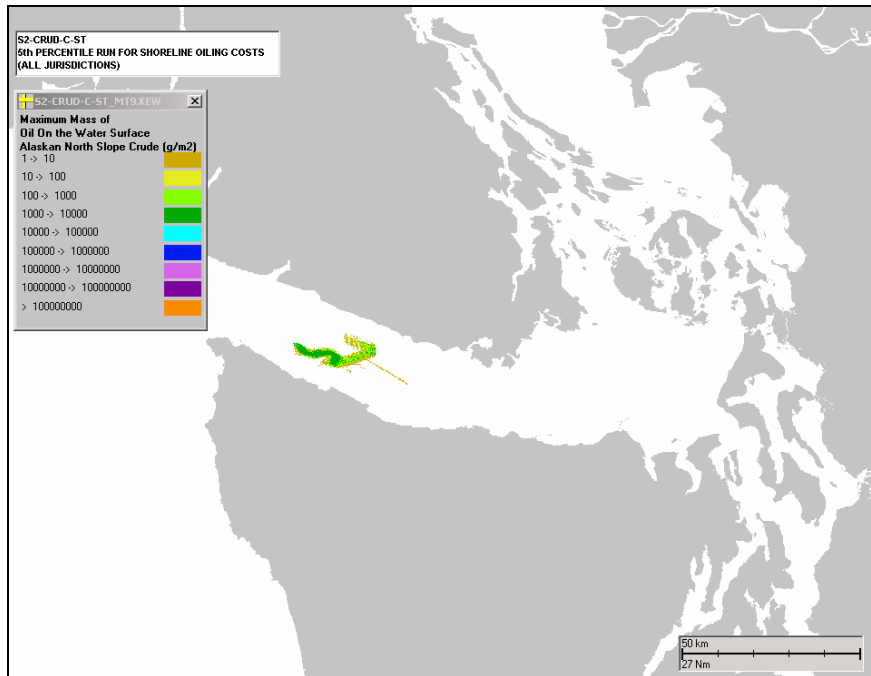 S2-CRUD-C-ST
5th PERCENTILE RUN FOR SHORELINE OILING COSTS
(ALL JURISDICTIONS)
S2-CRUD-C-ST_MT9.KEW
Maximum Mass of
Oil On the Water Surface
Alaskan North Slope Crude (g/m2)
1 -> 10
10 -> 100
100 -> 1000
1000 -> 10000
10000 -> 100000
100000 -> 1000000
1000000 -> 10000000
10000000 -> 100000000
> 100000000
50 km
27 Nm